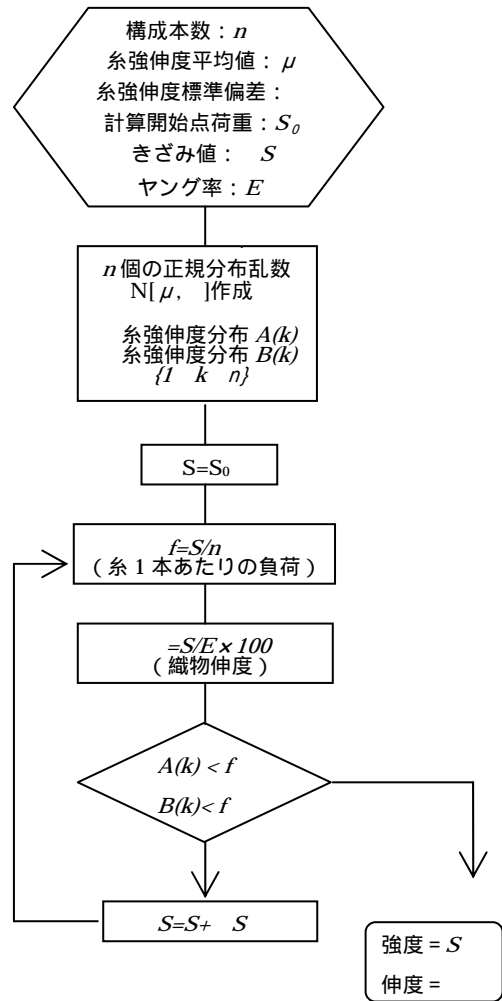 構成本数：n
糸強伸度平均値：μ
糸強伸度標準偏差：
計算開始点荷重：S₀
きざみ値：　S
ヤング率：E
n個の正規分布乱数
N[μ,　]作成
糸強伸度分布 A(k)
糸強伸度分布 B(k)
{1　k　n}
S=S₀
f=S/n
（糸1本あたりの負荷）
=S/E×100
（織物伸度）
A(k)<f
B(k)<f
S=S+　S
強度=S
伸度=